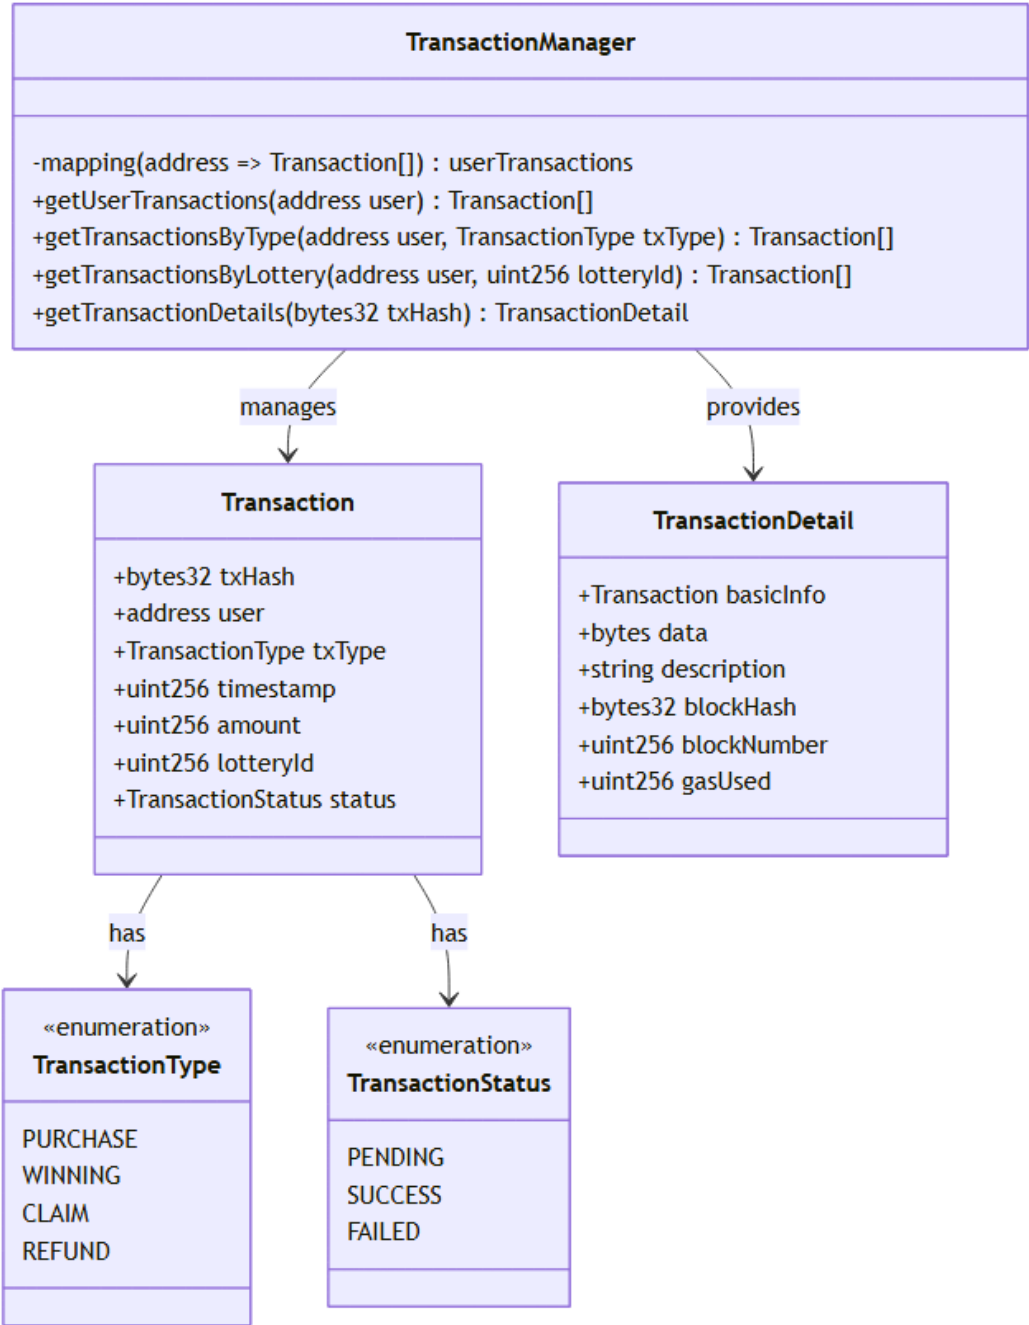 TransactionManager
-mapping(address => Transaction[]) : userTransactions
+getUserTransactions(address user) : Transaction[]
+getTransactionsByType(address user, TransactionType txType) : Transaction[]
+getTransactionsByLottery(address user, uint256 lotteryId) : Transaction[]
+getTransactionDetails(bytes32 txHash) : TransactionDetail
manages
provides
Transaction
+bytes32 txHash
+address user
+TransactionType txType
+uint256 timestamp
+uint256 amount
+uint256 lotteryId
+TransactionStatus status
TransactionDetail
+Transaction basicInfo
+bytes data
+string description
+bytes32 blockHash
+uint256 blockNumber
+uint256 gasUsed
has
has
«enumeration»
TransactionType
PURCHASE
WINNING
CLAIM
REFUND
«enumeration»
TransactionStatus
PENDING
SUCCESS
FAILED